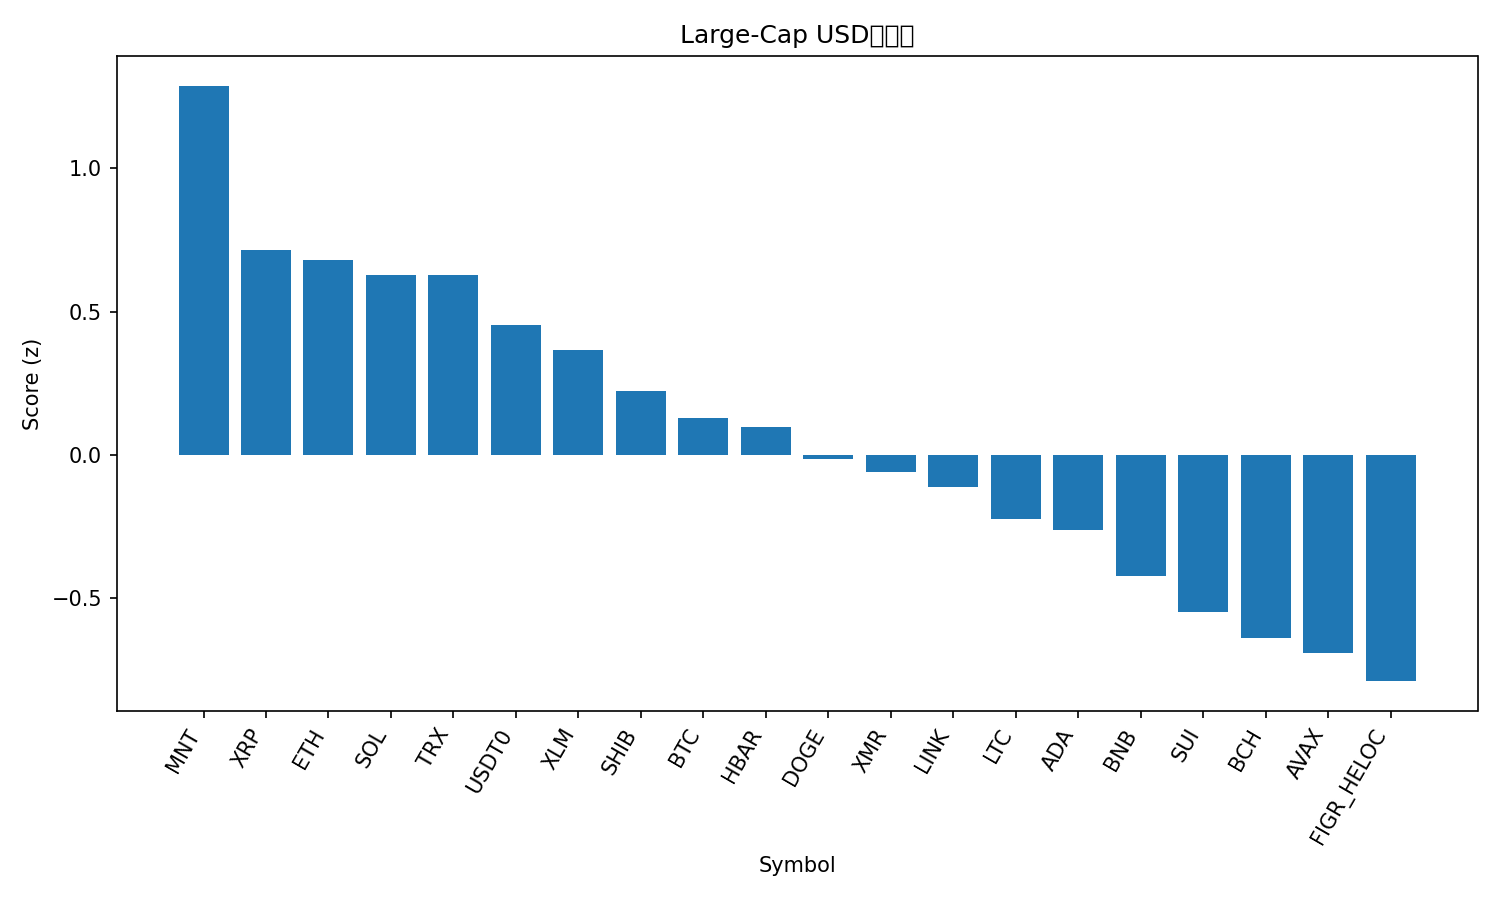 Large-Cap USD
Score (z)
1.0
0.5
0.0
−0.5
MNT
XRP
ETH
SOL
TRX
USDT0
XLM
SHIB
BTC
HBAR
DOGE
XMR
LINK
LTC
ADA
BNB
SUI
BCH
AVAX
FIGR_HELOC
Symbol